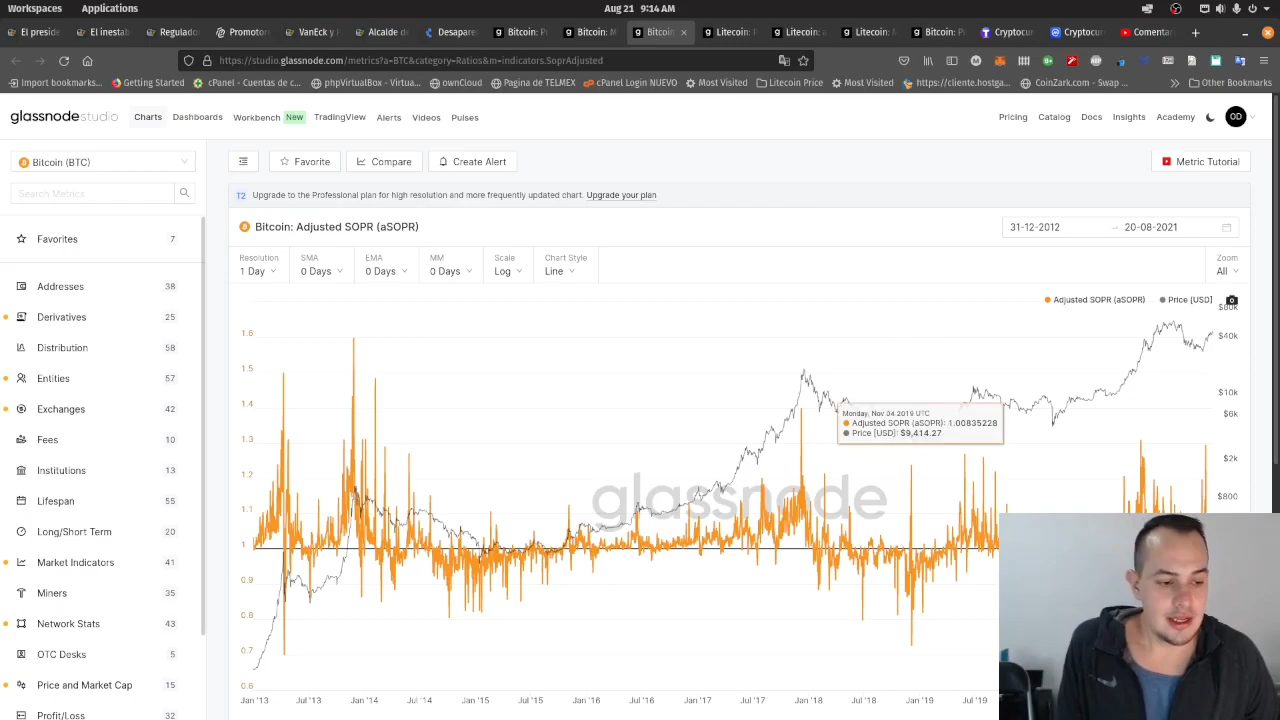 Workspaces Applications Aug 21 9:14 AM
El preside El inestab Regulador Promotore VanEck y F Alcalde de Desapare: Bitcoin: P Bitcoin: M Bitcoin Litecoin: F Litecoin: a Litecoin: M Bitcoin: Pu Cryptocur Cryptocur Comentar
https://studio.glassnode.com/metrics?a=BTC&category=Ratios&m=indicators.SoprAdjusted
Import bookmarks... Getting Started cPanel - Cuentas de c... phpVirtualBox - Virtua... ownCloud Pagina de TELMEX cPanel Login NUEVO Most Visited Litecoin Price Most Visited https://cliente.hostga... CoinZark.com - Swap ... Other Bookmarks
glassnodestudio Charts Dashboards Workbench New TradingView Alerts Videos Pulses Pricing Catalog Docs Insights Academy OD
Bitcoin (BTC) Favorite Compare Create Alert Metric Tutorial
Search Metrics
T2 Upgrade to the Professional plan for high resolution and more frequently updated chart. Upgrade your plan
Bitcoin: Adjusted SOPR (aSOPR) 31-12-2012 → 20-08-2021
Favorites 7
Resolution SMA EMA MM Scale Chart Style Zoom
1 Day 0 Days 0 Days 0 Days Log Line All
Addresses 38
Derivatives 25
Distribution 58
Entities 57
Exchanges 42
Fees 10
Institutions 13
Lifespan 55
Long/Short Term 20
Market Indicators 41
Miners 35
Network Stats 43
OTC Desks 5
Price and Market Cap 15
Profit/Loss 32
Adjusted SOPR (aSOPR) Price [USD]
$80k
1.6
$40k
1.5
$10k
1.4
$6k
1.3
$2k
1.2
$800
1.1
1
0.9
0.8
0.7
0.6
Monday, Nov 04 2019 UTC
Adjusted SOPR (aSOPR): 1.00835228
Price [USD]: $9,414.27
glassnode
Jan '13 Jul '13 Jan '14 Jul '14 Jan '15 Jul '15 Jan '16 Jul '16 Jan '17 Jul '17 Jan '18 Jul '18 Jan '19 Jul '19